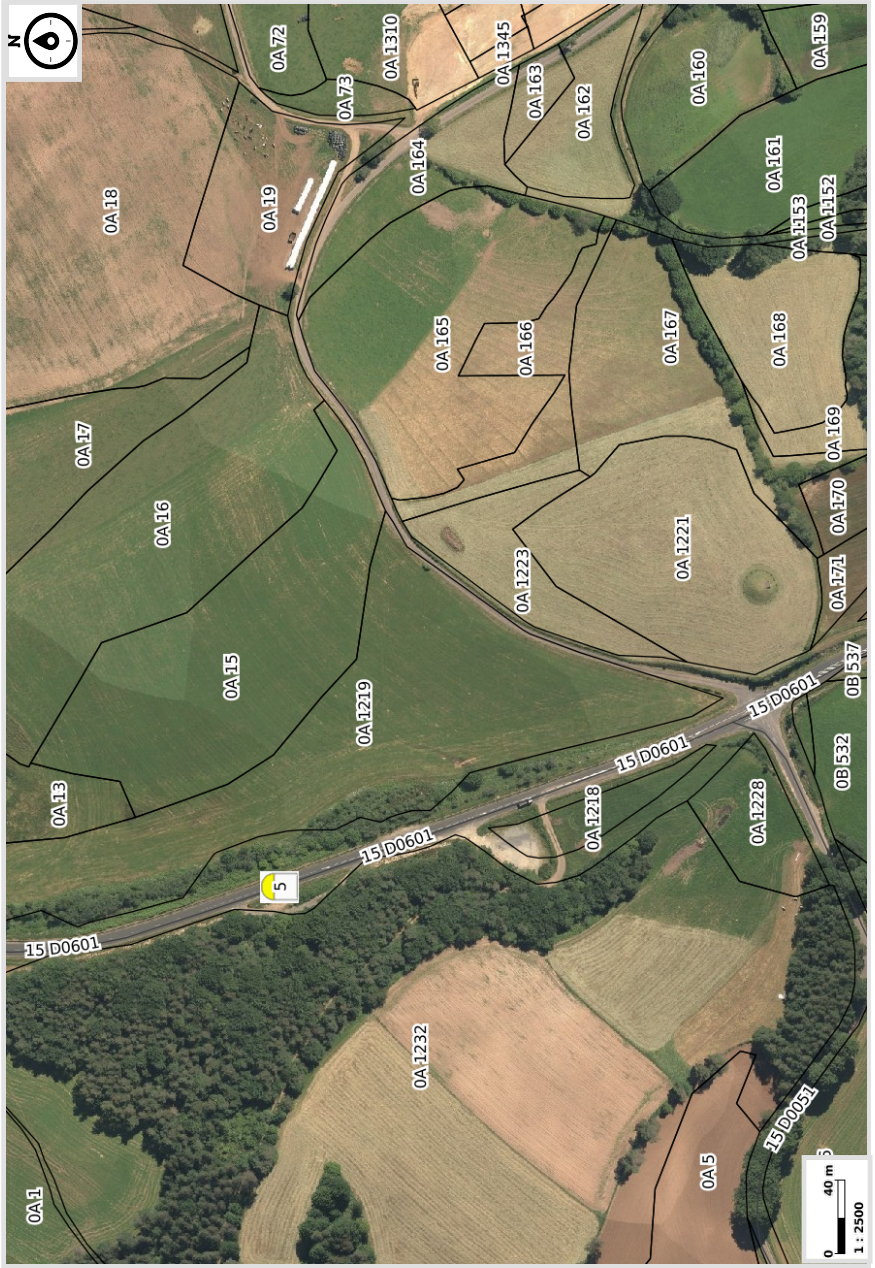 N
0A 1
15 D0601
0A 13
0A 17
0A 18
0A 16
0A 15
0A 19
5
0A 72
0A 73
0A 1219
0A 1310
15 D0601
0A 1232
0A 164
0A 165
0A 1345
0A 1223
0A 166
0A 163
0A 162
0A 1218
15 D0601
0A 167
0A 1221
0A 160
0A 5
0A 1228
0A 161
0A 168
15 D0601
15 D0051
0A 1153
0A 159
0A 1152
0A 169
0A 171
0A 170
0B 532
0B 537
0 40 m
1 : 2500